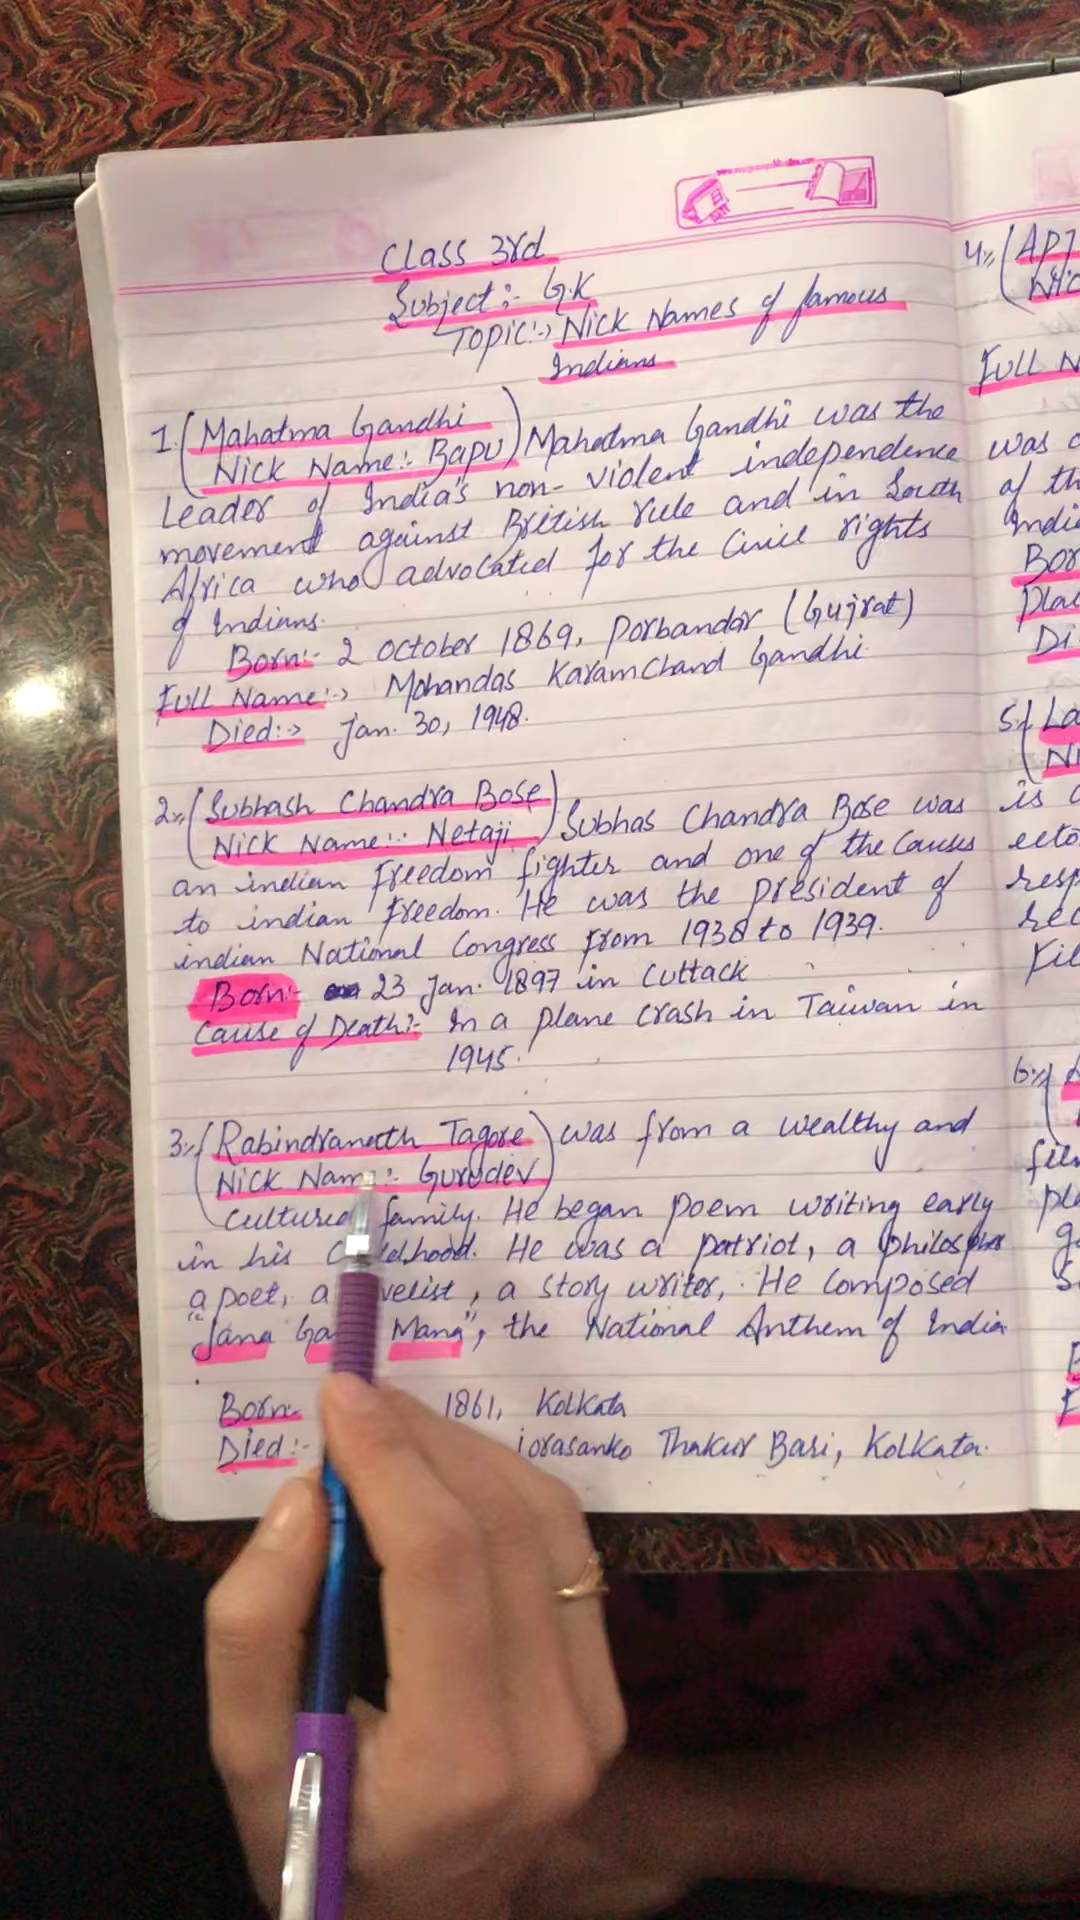 Class 3rd
Subject:- G.K
Topic:-> Nick Names of famous
Indians
1. (Mahatma Gandhi
Nick Name:- Bapu) Mahatma Gandhi was the
Leader of India's non-violent independence
movement against British rule and in South
Africa who advocated for the Civil rights
of Indians.
Born:- 2 October 1869, Porbandar (Gujrat)
Full Name:-> Mohandas Karamchand Gandhi.
Died:-> Jan. 30, 1948.
2. (Subhash Chandra Bose
Nick Name:- Netaji) Subhas Chandra Bose was
an indian freedom fighter and one of the Causes
to indian freedom. He was the president of
indian National Congress from 1938 to 1939.
Born:- 23 Jan. 1897 in Cuttack
Cause of Death:- In a plane crash in Taiwan in
1945.
3. (Rabindranath Tagore
Nick Name:- Gurudev) was from a wealthy and
Cultured family. He began poem writing early
in his He was a patriot, a philospher
a poet, a a story writer, . He composed
"Jana Mana", the National Anthem of India
Born:- 1861, Kolkata
Died:- Thakur Bari, Kolkata.
4. (APJ
Full N
was
of th
Indi
Bor
Plac
Di
5. (La
Ni
is
6.